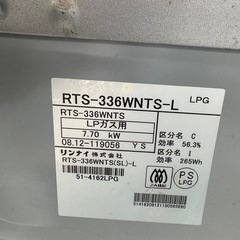 RTS-336WNTS-L LPG
RTS-336WNTS
LPガス用
7.70 kW
08.12-119056 YS
区分名 C
効率 56.3%
区分名 I
効率 265Wh
リンナイ株式会社
RTS-336WNTS(SL)-L
51-4162LPG
PS
LPG